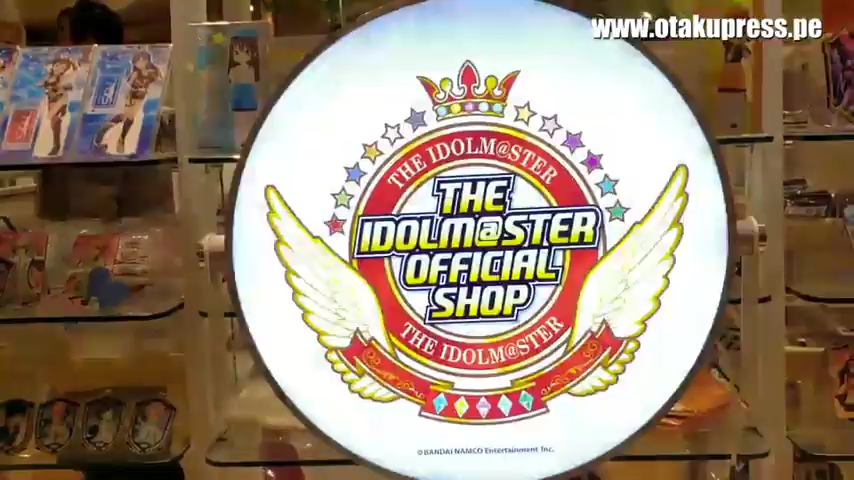 www.otakupress.pe
THE IDOLM@STER
THE
IDOLM@STER
OFFICIAL
SHOP
THE IDOLM@STER
©BANDAI NAMCO Entertainment Inc.